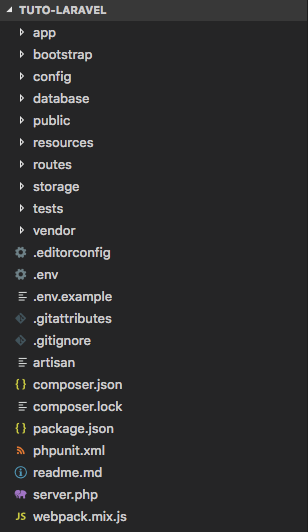 TUTO-LARAVEL
app
bootstrap
config
database
public
resources
routes
storage
tests
vendor
.editorconfig
.env
.env.example
.gitattributes
.gitignore
artisan
{ } composer.json
composer.lock
{ } package.json
phpunit.xml
readme.md
server.php
JS webpack.mix.js